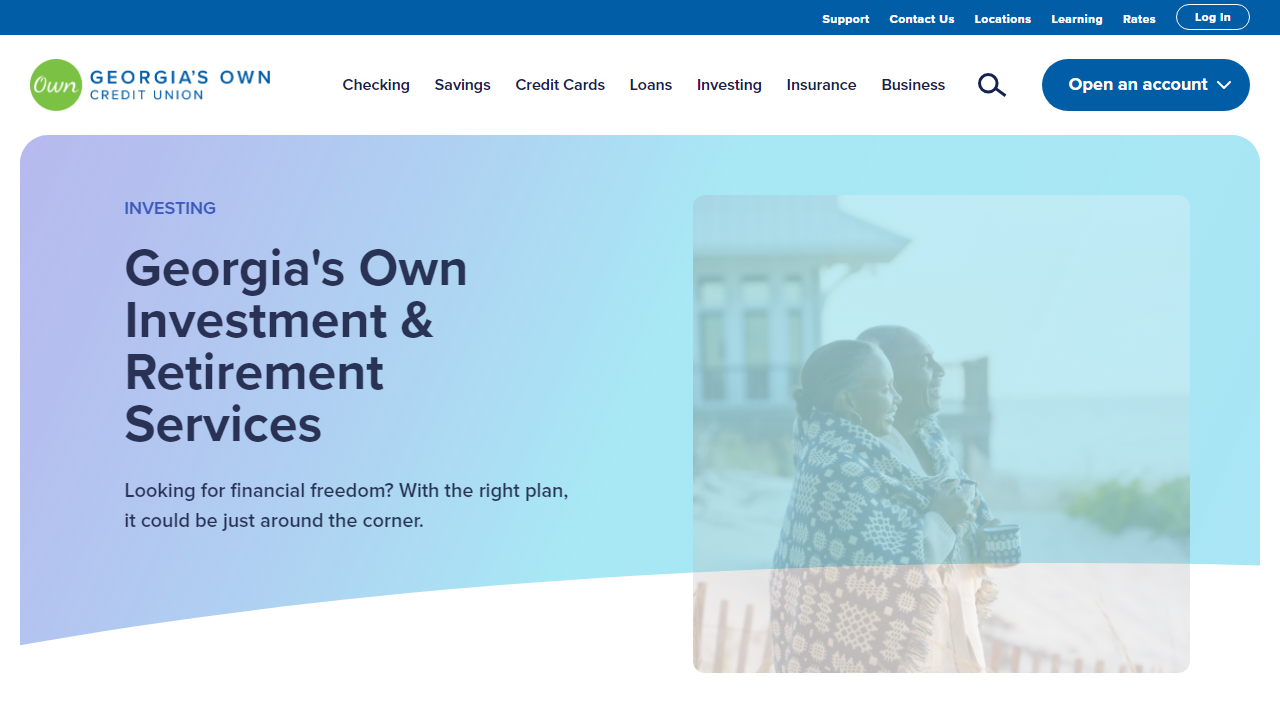 Support Contact Us Locations Learning Rates Log In
Own GEORGIA'S OWN
CREDIT UNION
Checking Savings Credit Cards Loans Investing Insurance Business Open an account
INVESTING
Georgia's Own
Investment &
Retirement
Services
Looking for financial freedom? With the right plan,
it could be just around the corner.